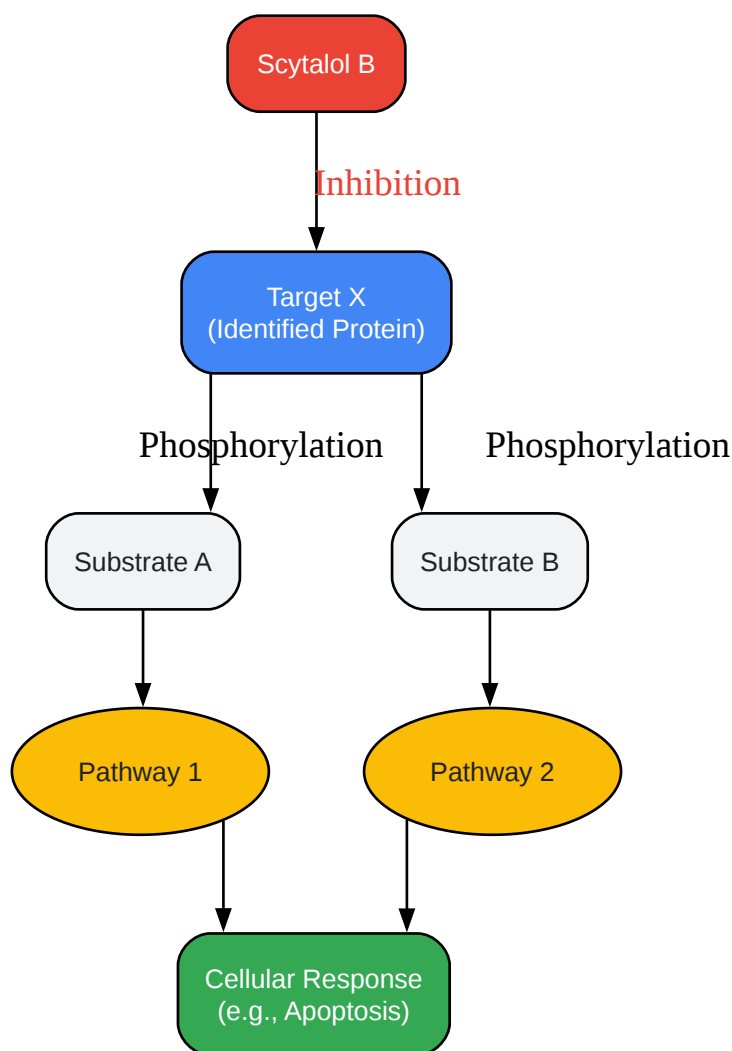 Scytalol B
Inhibition
Target X
(Identified Protein)
Phosphorylation
Phosphorylation
Substrate A
Substrate B
Pathway 1
Pathway 2
Cellular Response
(e.g., Apoptosis)